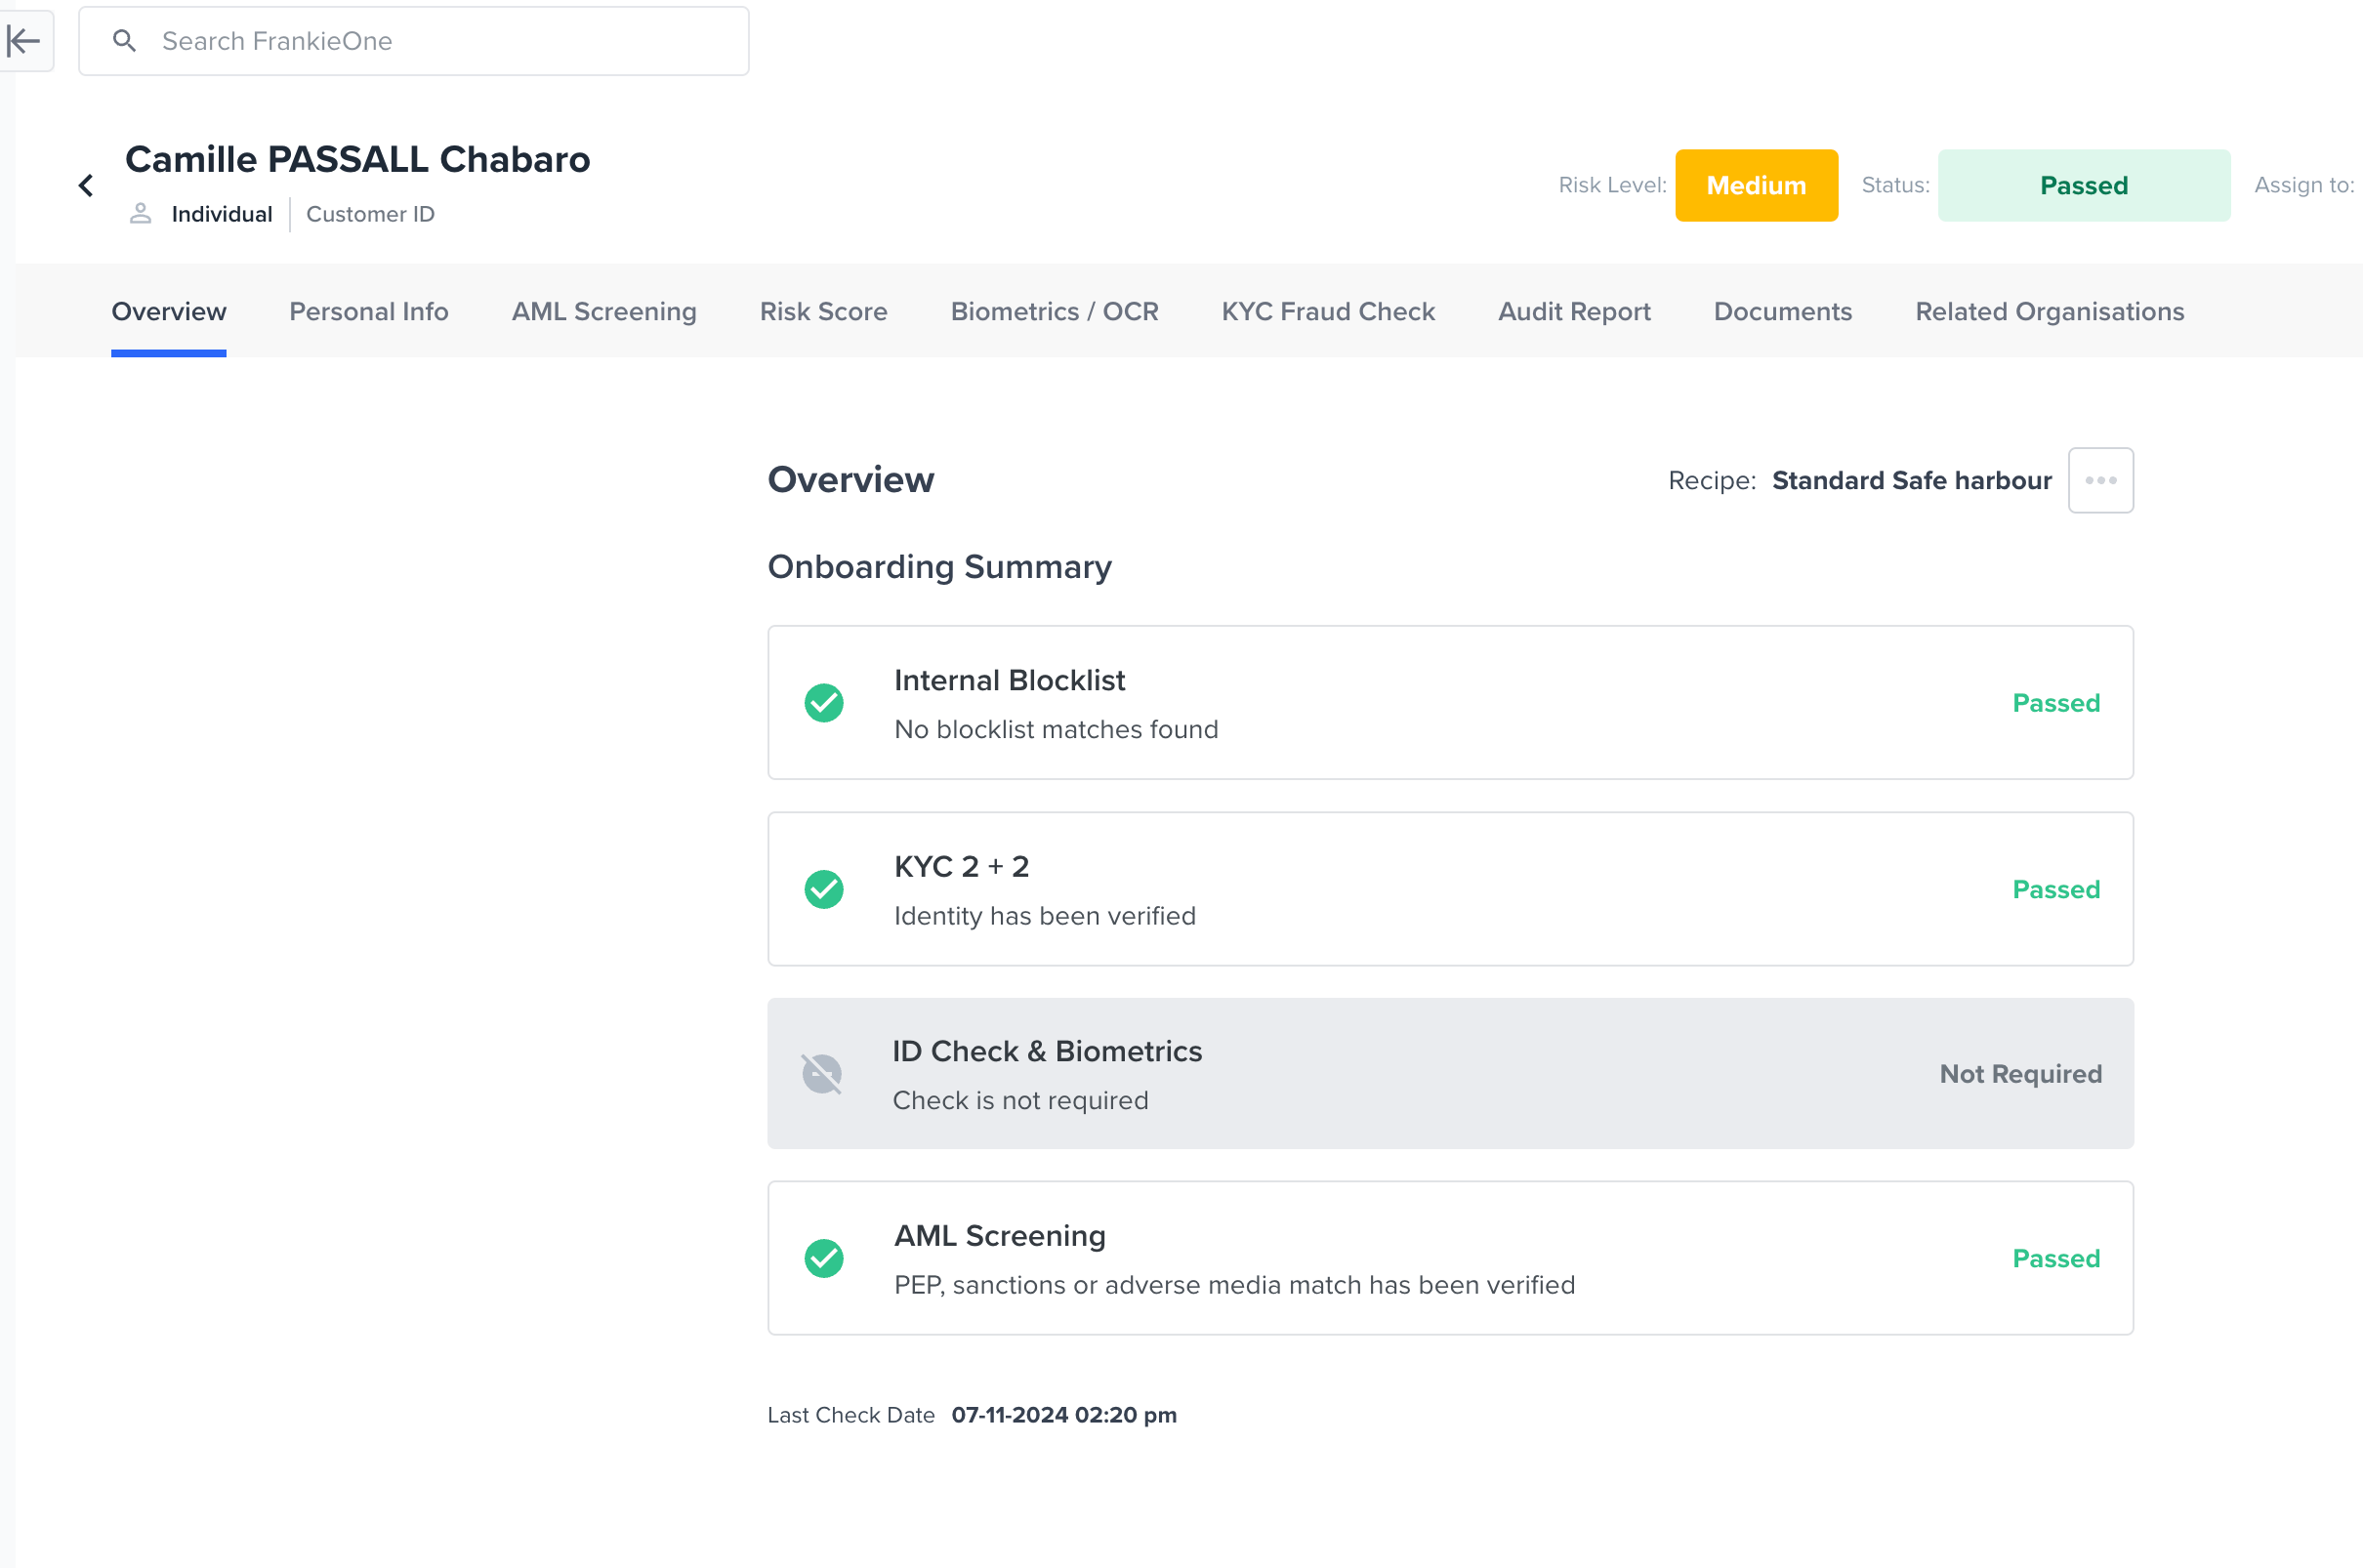 Search FrankieOne
Camille PASSALL Chabaro
Individual Customer ID
Risk Level: Medium Status: Passed Assign to:
Overview Personal Info AML Screening Risk Score Biometrics / OCR KYC Fraud Check Audit Report Documents Related Organisations
Overview
Recipe: Standard Safe harbour
Onboarding Summary
Internal Blocklist
No blocklist matches found
Passed
KYC 2 + 2
Identity has been verified
Passed
ID Check & Biometrics
Check is not required
Not Required
AML Screening
PEP, sanctions or adverse media match has been verified
Passed
Last Check Date 07-11-2024 02:20 pm